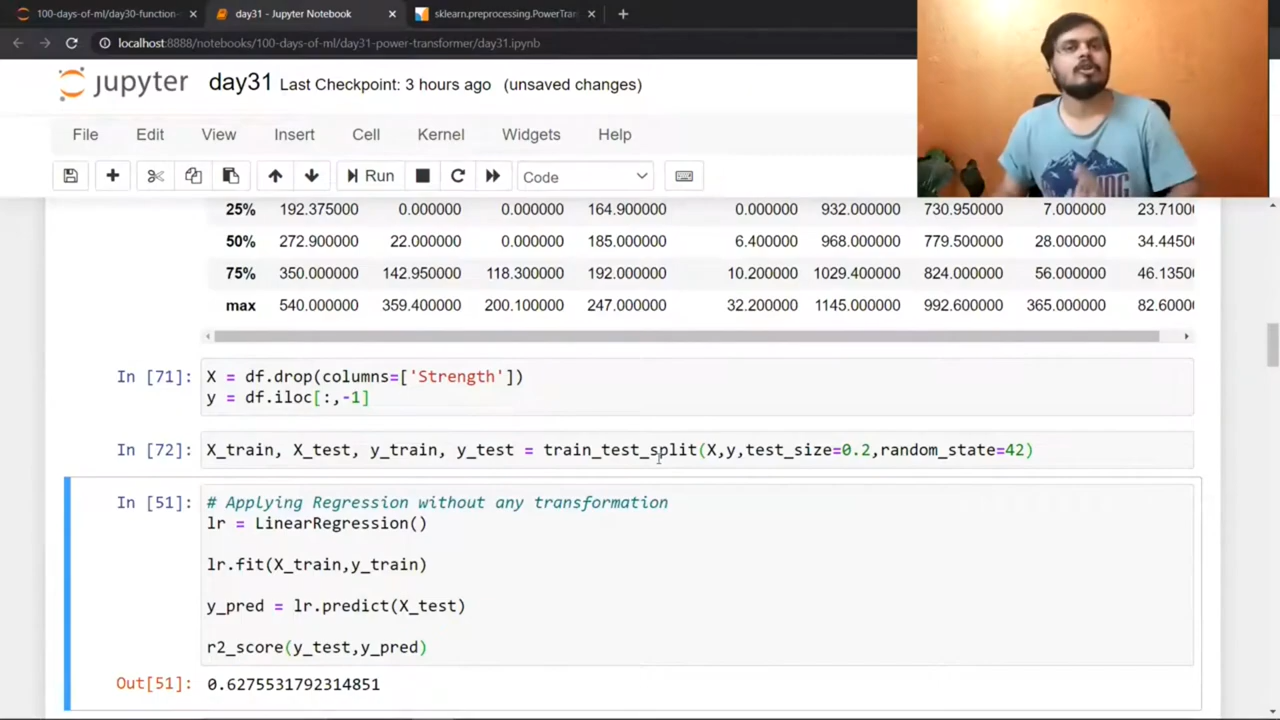 100-days-of-ml/day30-function-
day31 - Jupyter Notebook
sklearn.preprocessing.PowerTran
localhost:8888/notebooks/100-days-of-ml/day31-power-transformer/day31.ipynb
jupyter day31 Last Checkpoint: 3 hours ago (unsaved changes)
File Edit View Insert Cell Kernel Widgets Help
Run Code
25% 192.375000 0.000000 0.000000 164.900000 0.000000 932.000000 730.950000 7.000000 23.7100
50% 272.900000 22.000000 0.000000 185.000000 6.400000 968.000000 779.500000 28.000000 34.4450
75% 350.000000 142.950000 118.300000 192.000000 10.200000 1029.400000 824.000000 56.000000 46.1350
max 540.000000 359.400000 200.100000 247.000000 32.200000 1145.000000 992.600000 365.000000 82.6000
In [71]: X = df.drop(columns=['Strength'])
y = df.iloc[:,-1]
In [72]: X_train, X_test, y_train, y_test = train_test_split(X,y,test_size=0.2,random_state=42)
In [51]: # Applying Regression without any transformation
lr = LinearRegression()
lr.fit(X_train,y_train)
y_pred = lr.predict(X_test)
r2_score(y_test,y_pred)
Out[51]: 0.6275531792314851